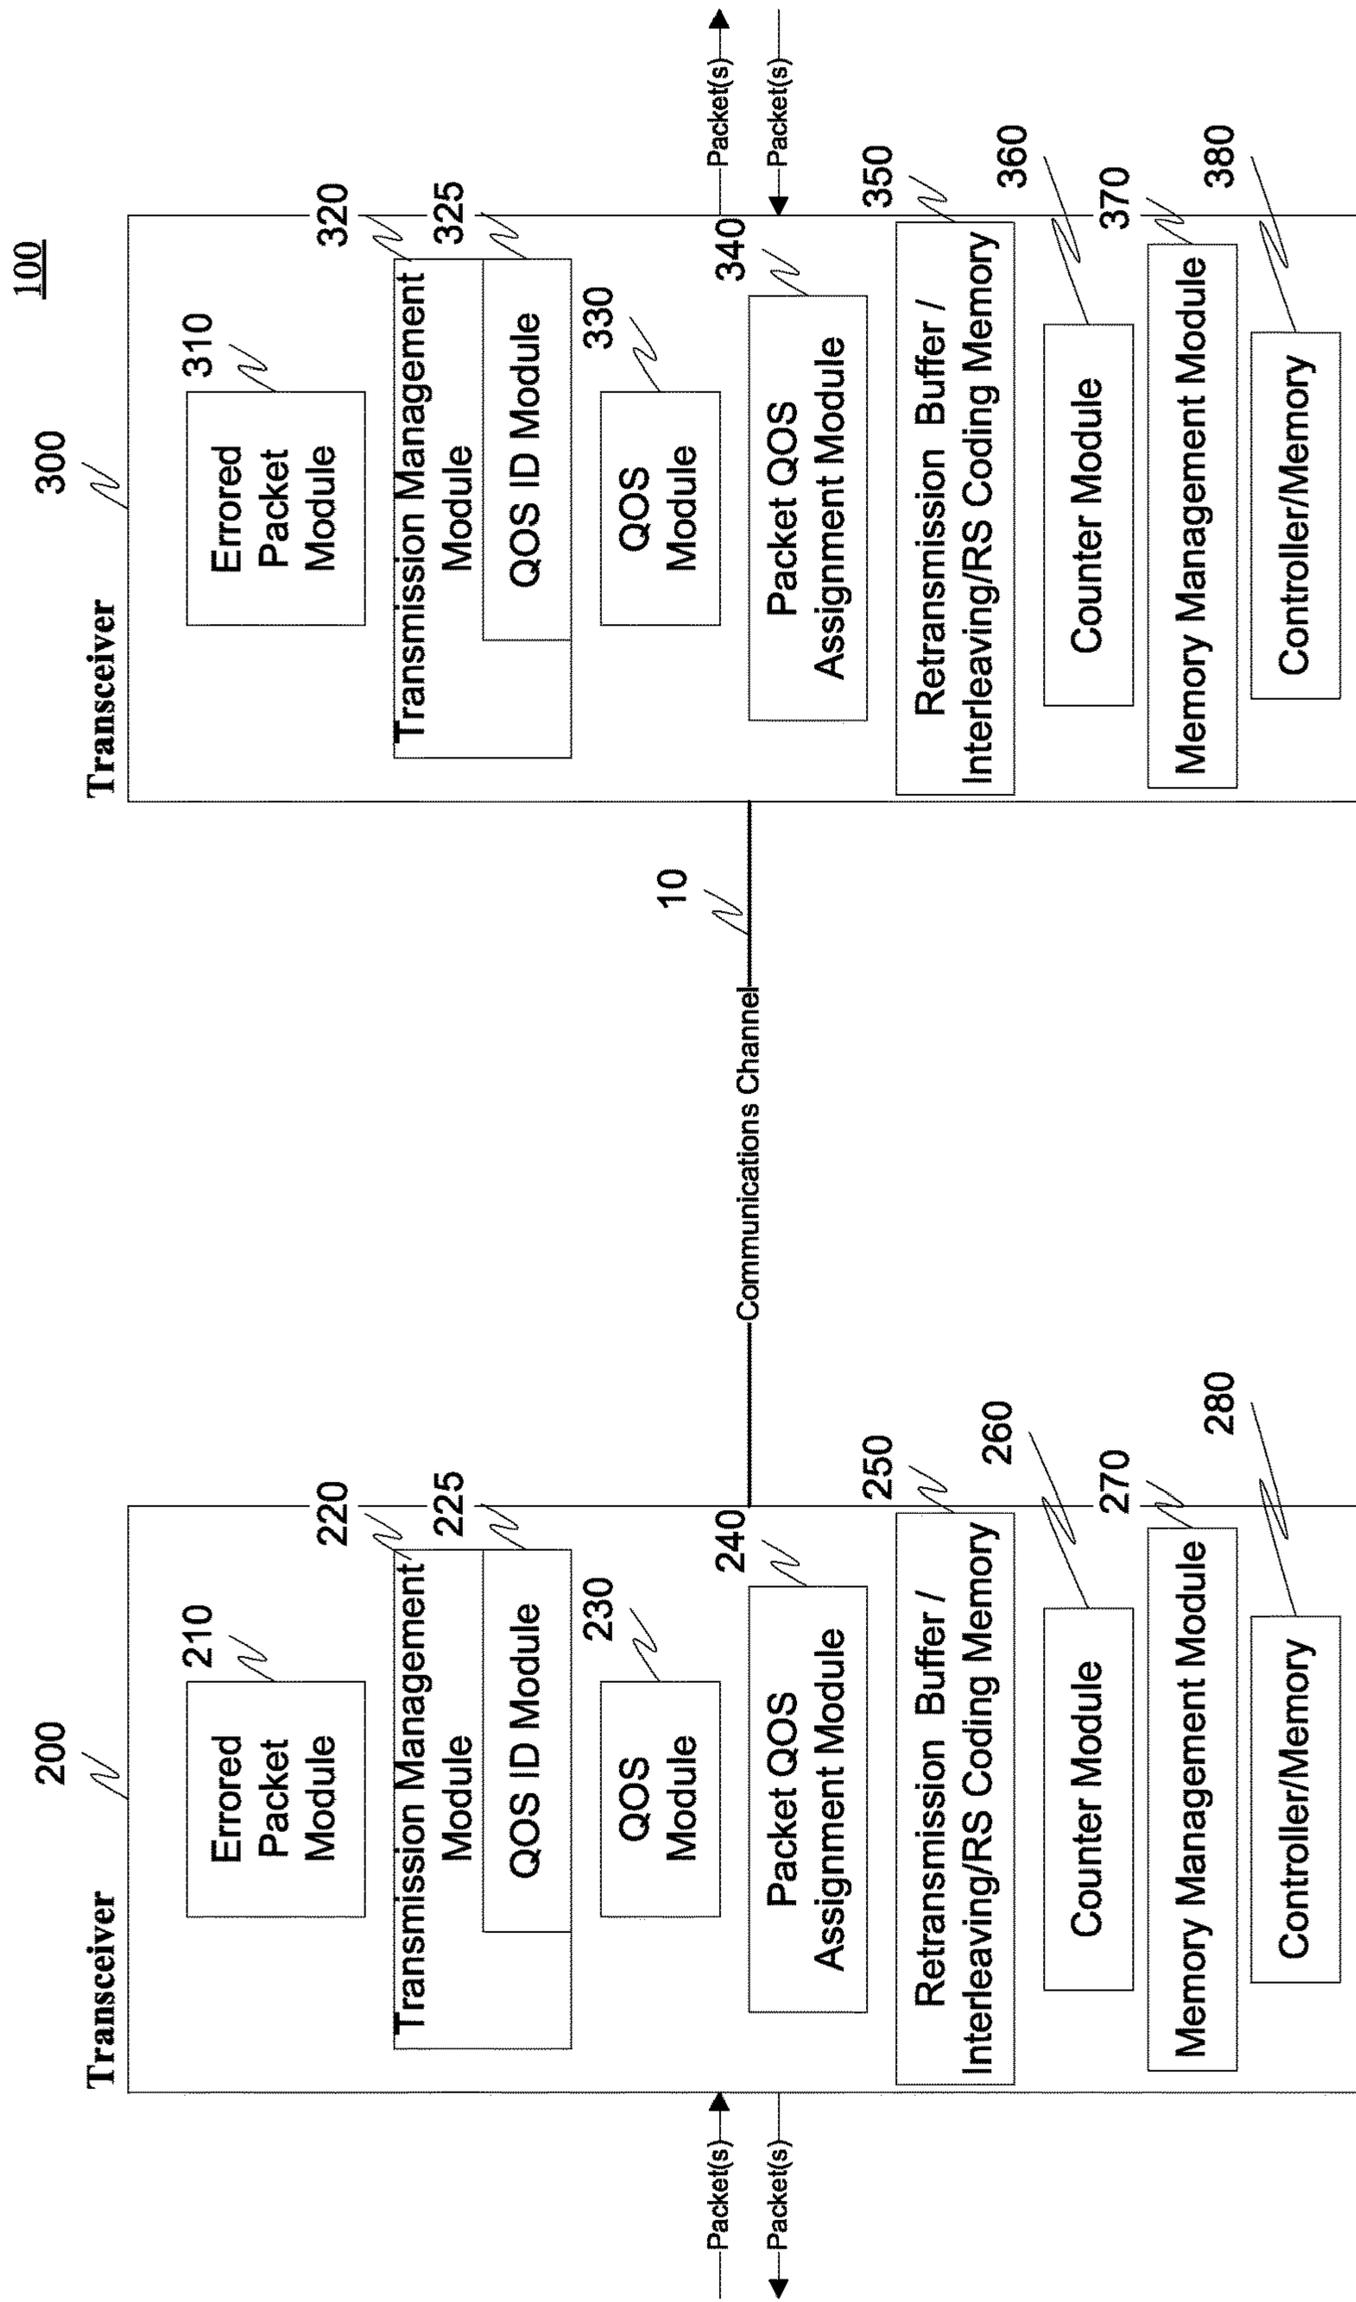 100
200
Transceiver
210
Errored
Packet
Module
220
Transmission Management
Module
225
QOS ID Module
230
QOS
Module
240
Packet QOS
Assignment Module
250
Retransmission Buffer /
Interleaving/RS Coding Memory
260
Counter Module
270
Memory Management Module
280
Controller/Memory
Packet(s)
Packet(s)
10
Communications Channel
300
Transceiver
310
Errored
Packet
Module
320
Transmission Management
Module
325
QOS ID Module
330
QOS
Module
340
Packet QOS
Assignment Module
350
Retransmission Buffer /
Interleaving/RS Coding Memory
360
Counter Module
370
Memory Management Module
380
Controller/Memory
Packet(s)
Packet(s)